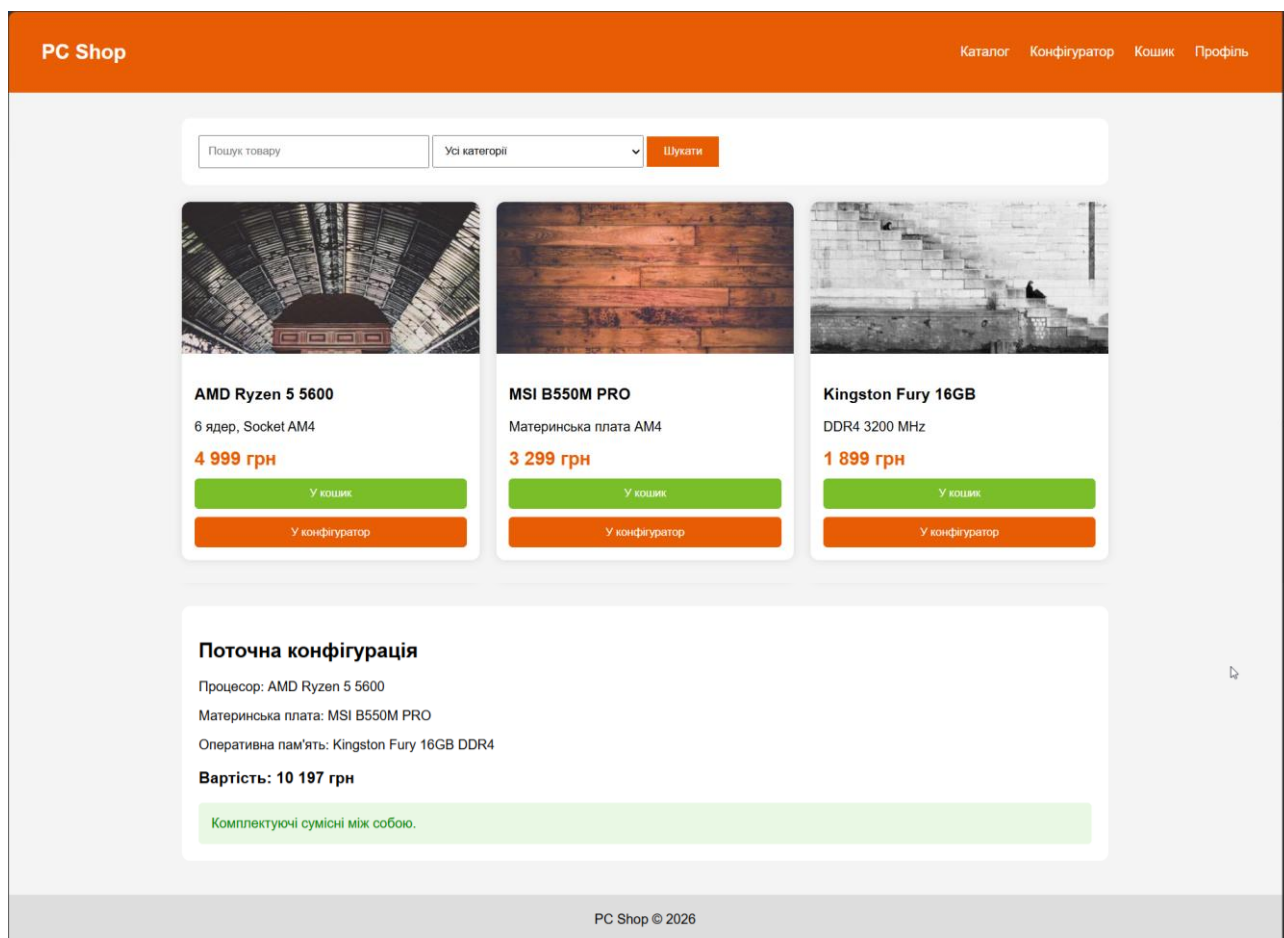 PC Shop
Каталог Конфігуратор Кошик Профіль
Пошук товару Усі категорії Шукати
AMD Ryzen 5 5600
6 ядер, Socket AM4
4 999 грн
У кошик
У конфігуратор
MSI B550M PRO
Материнська плата AM4
3 299 грн
У кошик
У конфігуратор
Kingston Fury 16GB
DDR4 3200 MHz
1 899 грн
У кошик
У конфігуратор
Поточна конфігурація
Процесор: AMD Ryzen 5 5600
Материнська плата: MSI B550M PRO
Оперативна пам'ять: Kingston Fury 16GB DDR4
Вартість: 10 197 грн
Комплектуючі сумісні між собою.
PC Shop © 2026